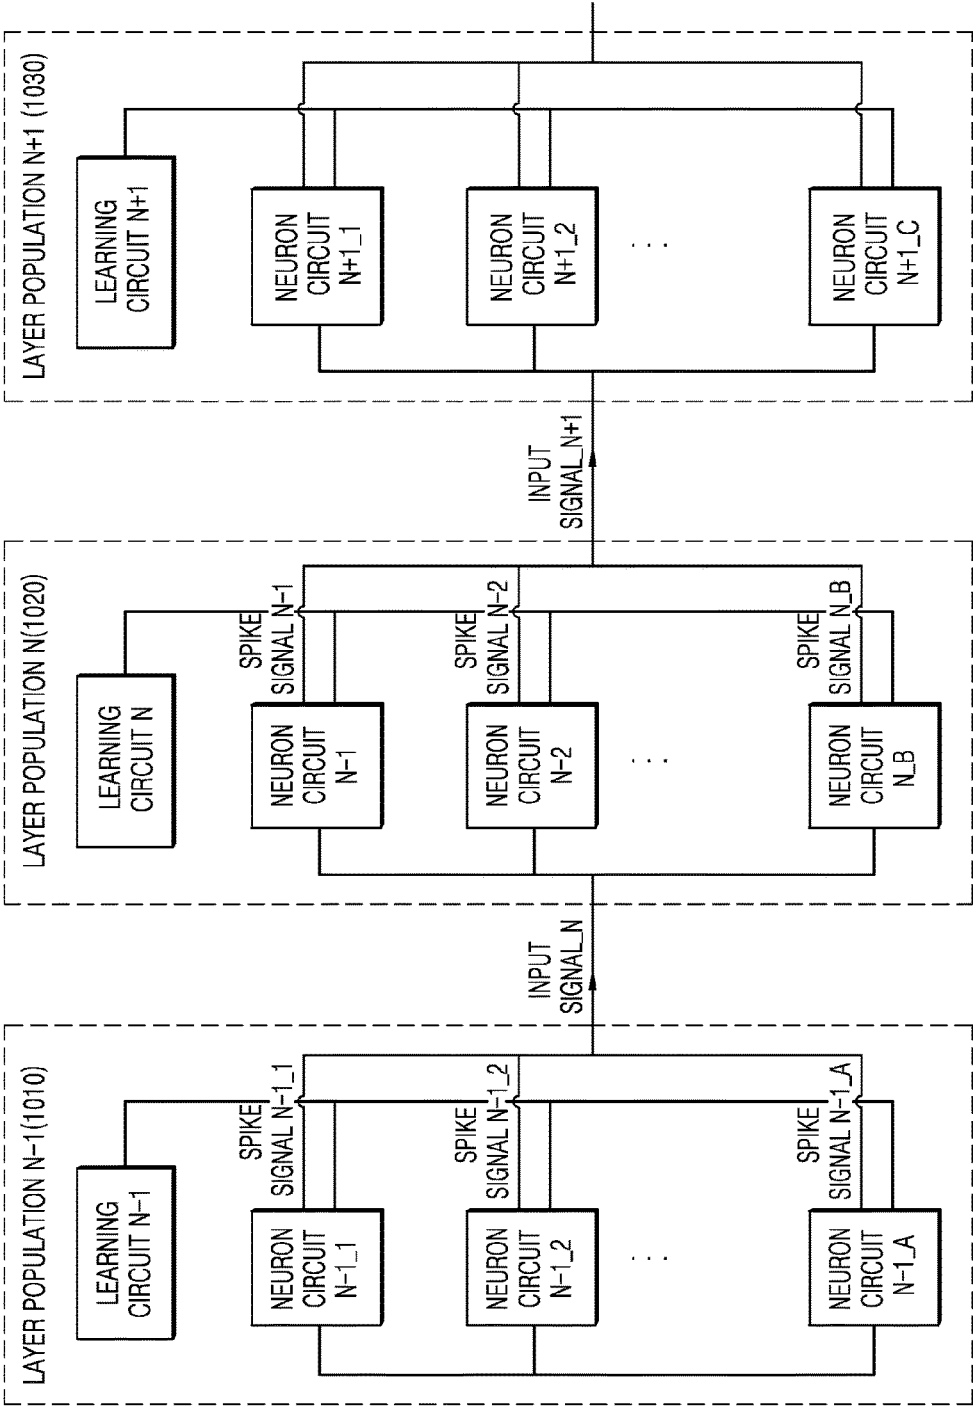 LAYER POPULATION N-1(1010)
LEARNING
CIRCUIT N-1
NEURON
CIRCUIT
N-1_1
SPIKE
SIGNAL N-1_1
NEURON
CIRCUIT
N-1_2
SPIKE
SIGNAL N-1_2
. . .
NEURON
CIRCUIT
N-1_A
SPIKE
SIGNAL N-1_A
INPUT
SIGNAL_N
LAYER POPULATION N(1020)
LEARNING
CIRCUIT N
NEURON
CIRCUIT
N-1
SPIKE
SIGNAL N-1
NEURON
CIRCUIT
N-2
SPIKE
SIGNAL N-2
. . .
NEURON
CIRCUIT
N_B
SPIKE
SIGNAL N_B
INPUT
SIGNAL_N+1
LAYER POPULATION N+1 (1030)
LEARNING
CIRCUIT N+1
NEURON
CIRCUIT
N+1_1
NEURON
CIRCUIT
N+1_2
. . .
NEURON
CIRCUIT
N+1_C